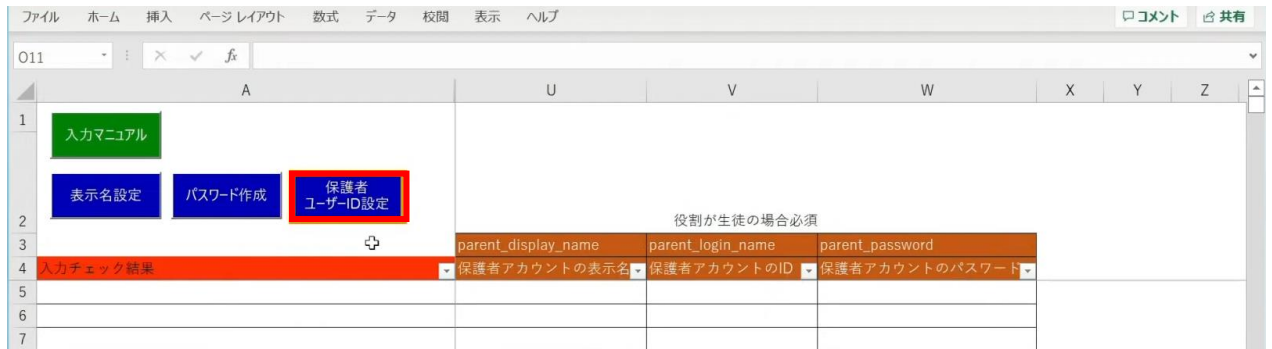 ファイル ホーム 挿入 ページ レイアウト 数式 データ 校閲 表示 ヘルプ コメント 共有
O11 fx
A U V W X Y Z
1
入力マニュアル
表示名設定 パスワード作成 保護者
ユーザーID設定
2 役割が生徒の場合必須
3 parent_display_name parent_login_name parent_password
4 入力チェック結果 保護者アカウントの表示名 保護者アカウントのID 保護者アカウントのパスワード
5
6
7